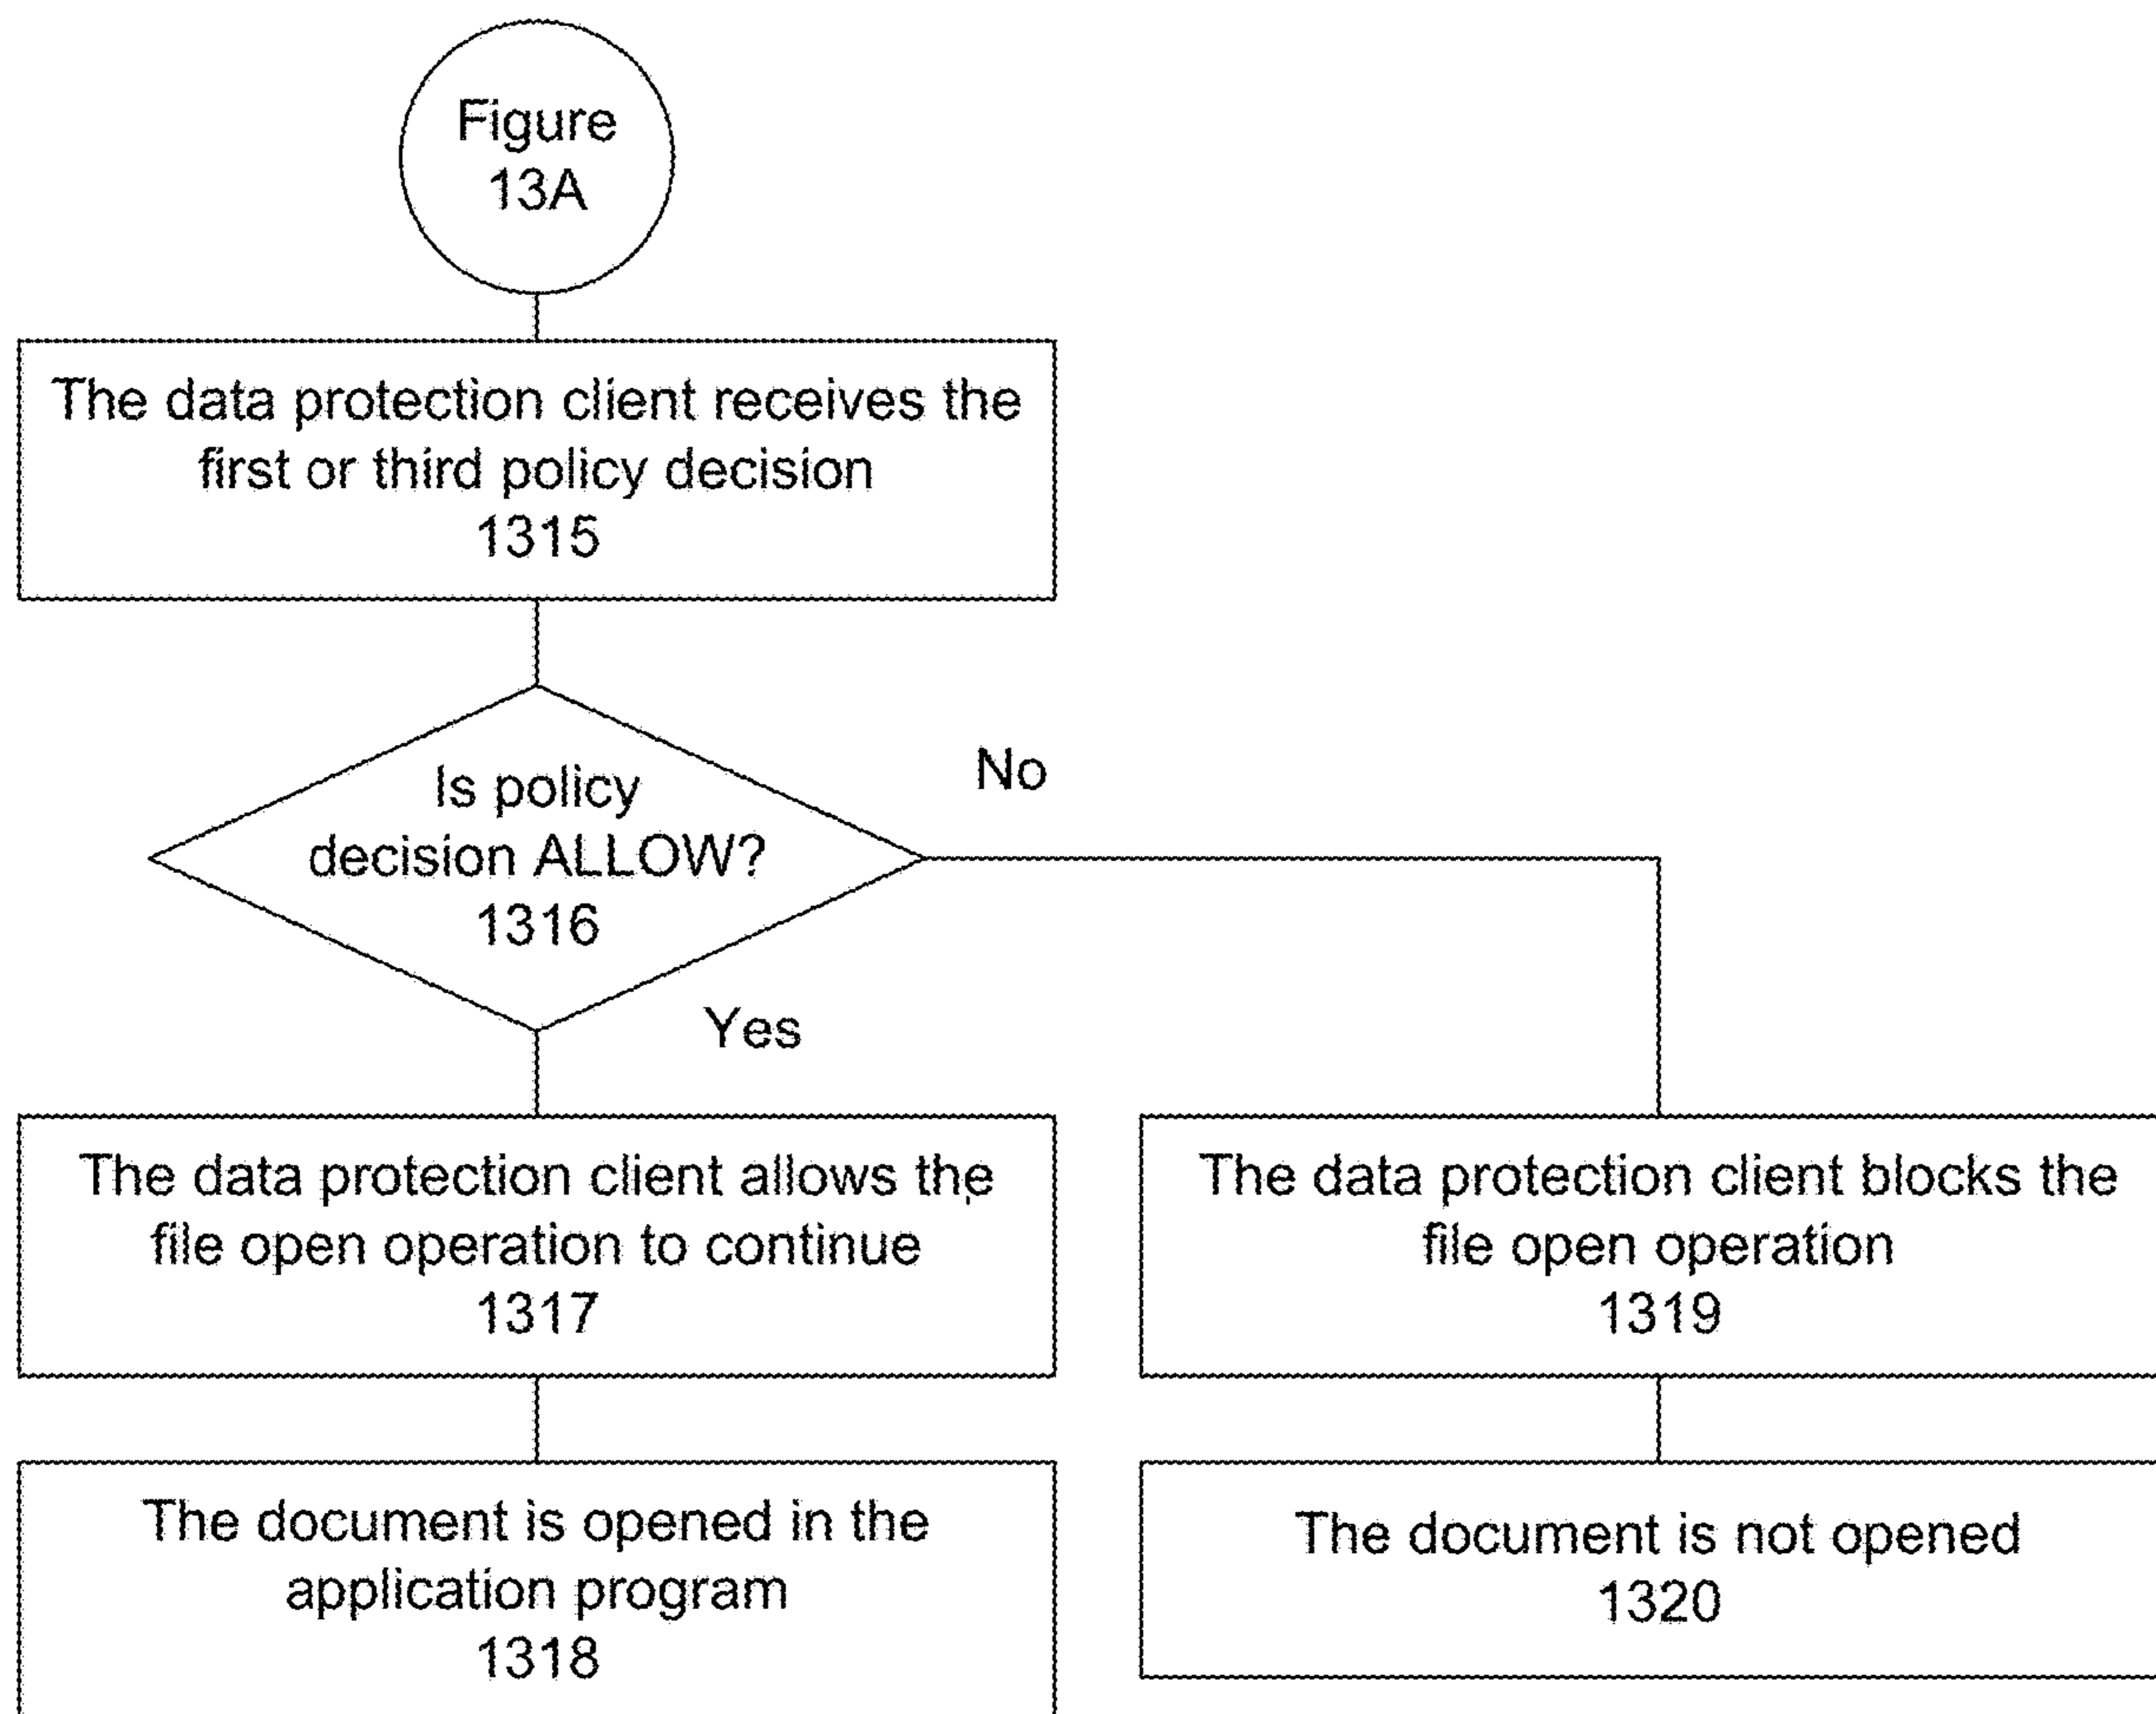 Figure
13A
The data protection client receives the
first or third policy decision
1315
Is policy
decision ALLOW?
1316
No
Yes
The data protection client allows the
file open operation to continue
1317
The data protection client blocks the
file open operation
1319
The document is opened in the
application program
1318
The document is not opened
1320